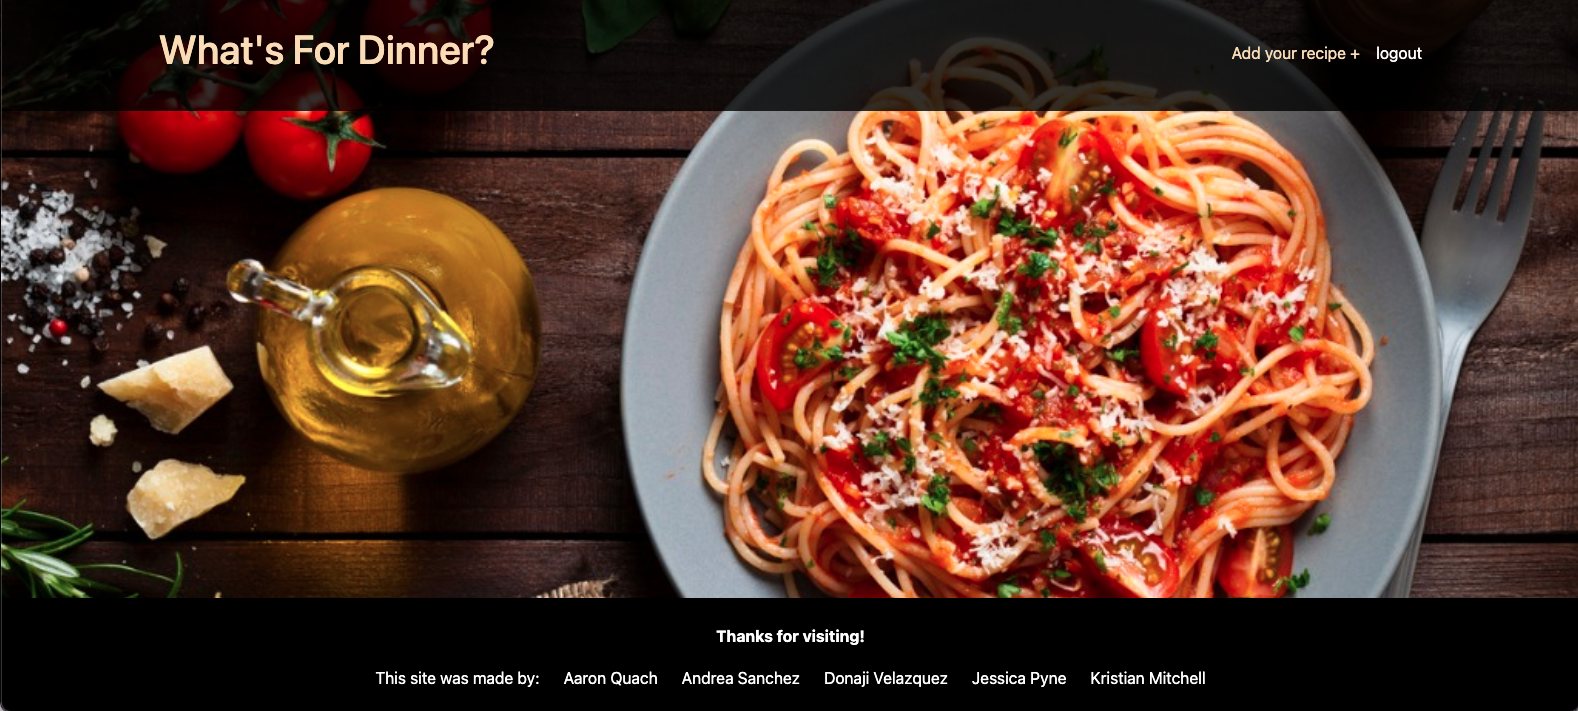 What's For Dinner?
Add your recipe + logout
Thanks for visiting!
This site was made by: Aaron Quach Andrea Sanchez Donaji Velazquez Jessica Pyne Kristian Mitchell